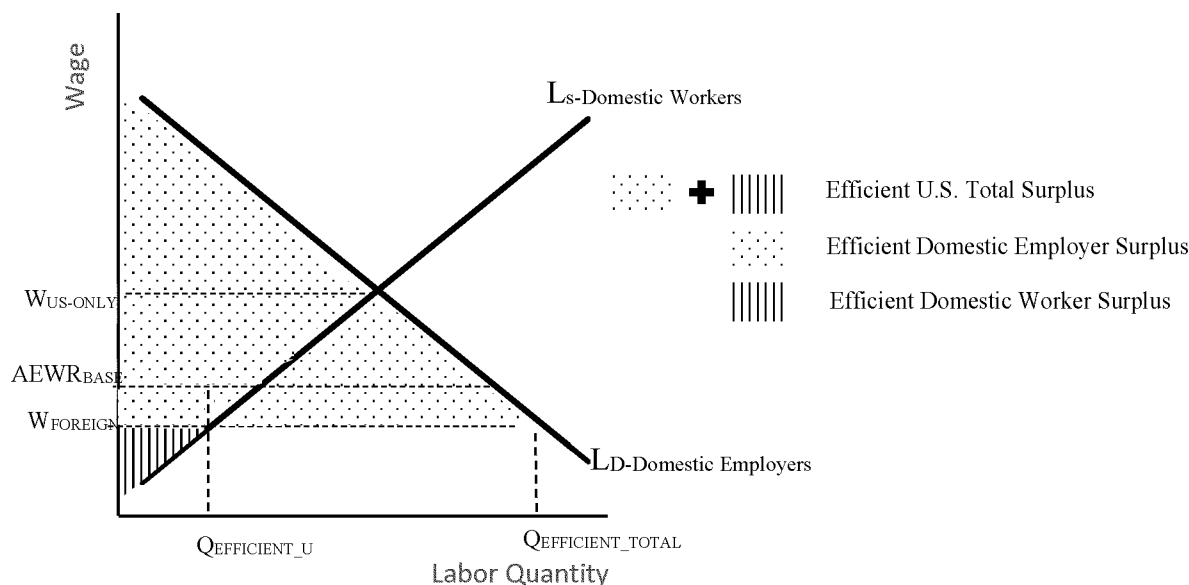 Wage
Ls-Domestic Workers
Efficient U.S. Total Surplus
Efficient Domestic Employer Surplus
Efficient Domestic Worker Surplus
WUS-ONLY
AEWRBASE
WFOREIGN
LD-Domestic Employers
QEFFICIENT_U
QEFFICIENT_TOTAL
Labor Quantity